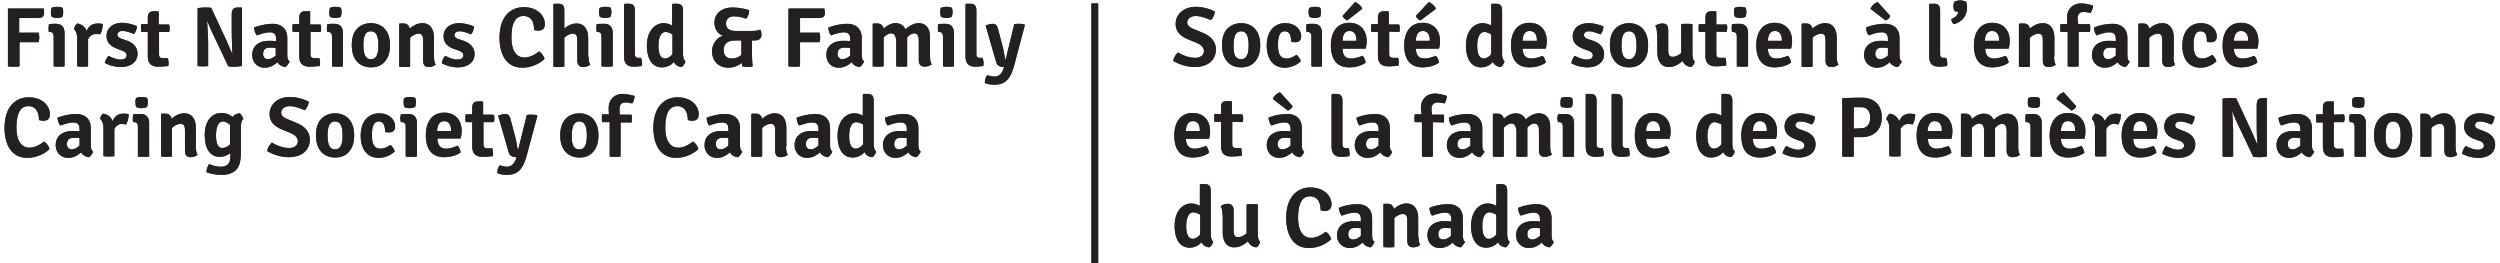 First Nations Child & Family
Caring Society of Canada
Société de soutien à l’enfance
et à la famille des Premières Nations
du Canada